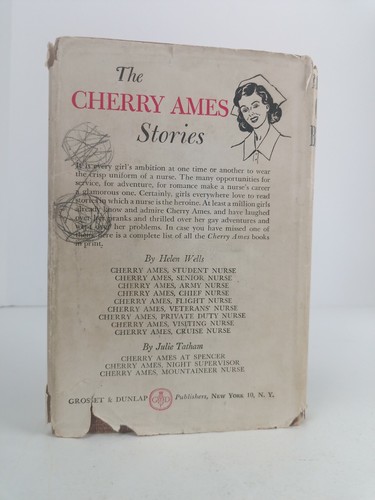 The
CHERRY AMES
Stories
It is every girl's ambition at one time or another to wear
the crisp uniform of a nurse. The many opportunities for
service, for adventure, for romance make a nurse's career
a glamorous one. Certainly, girls everywhere love to read
stories in which a nurse is the heroine. At least a million girls
already know and admire Cherry Ames, and have laughed
over her pranks and thrilled over her gay adventures and
wept over her problems. In case you have missed one of
them, here is a complete list of all the Cherry Ames books
in print.
By Helen Wells
CHERRY AMES, STUDENT NURSE
CHERRY AMES, SENIOR NURSE
CHERRY AMES, ARMY NURSE
CHERRY AMES, CHIEF NURSE
CHERRY AMES, FLIGHT NURSE
CHERRY AMES, VETERANS' NURSE
CHERRY AMES, PRIVATE DUTY NURSE
CHERRY AMES, VISITING NURSE
CHERRY AMES, CRUISE NURSE
By Julie Tatham
CHERRY AMES AT SPENCER
CHERRY AMES, NIGHT SUPERVISOR
CHERRY AMES, MOUNTAINEER NURSE
GROSSET & DUNLAP G&D Publishers, NEW YORK 10, N. Y.